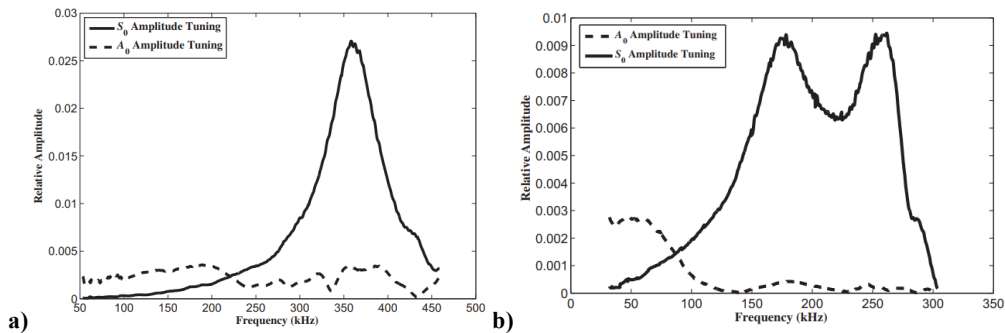 0.03
0.025
0.02
0.015
0.01
0.005
0
Relative Amplitude
S0 Amplitude Tuning
A0 Amplitude Tuning
50 100 150 200 250 300 350 400 450 500
Frequency (kHz)
a)
0.01
0.009
0.008
0.007
0.006
0.005
0.004
0.003
0.002
0.001
0
Relative Amplitude
A0 Amplitude Tuning
S0 Amplitude Tuning
0 50 100 150 200 250 300 350
Frequency (kHz)
b)